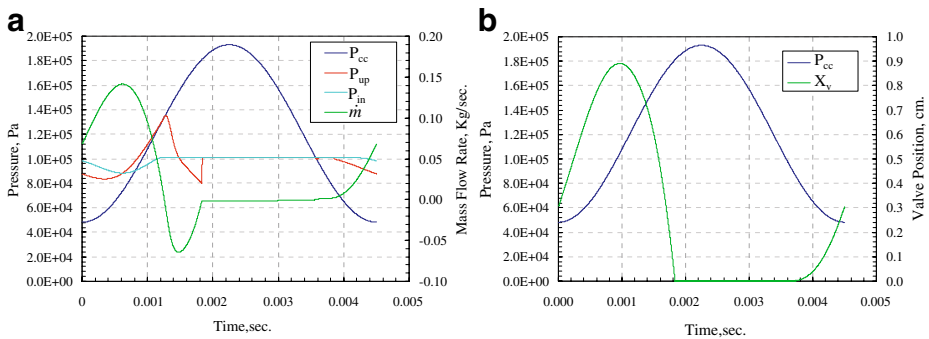 a
2.0E+05
1.8E+05
1.6E+05
1.4E+05
1.2E+05
1.0E+05
8.0E+04
6.0E+04
4.0E+04
2.0E+04
0.0E+00
Pressure, Pa
0
0.001
0.002
0.003
0.004
0.005
Time,sec.
0.20
0.15
0.10
0.05
0.00
-0.05
-0.10
Mass Flow Rate, Kg/sec.
Pcc
Pup
Pin
ṁ
b
2.0E+05
1.8E+05
1.6E+05
1.4E+05
1.2E+05
1.0E+05
8.0E+04
6.0E+04
4.0E+04
2.0E+04
0.0E+00
Pressure, Pa
0.000
0.001
0.002
0.003
0.004
0.005
Time,sec.
1.0
0.9
0.8
0.7
0.6
0.5
0.4
0.3
0.2
0.1
0.0
Valve Position, cm.
Pcc
Xv